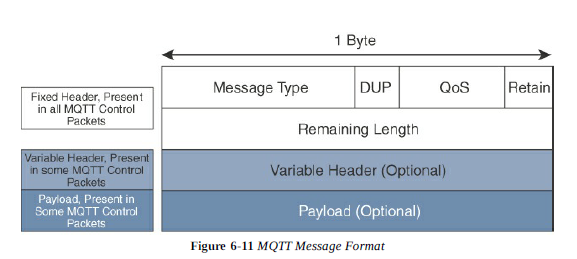 1 Byte
Fixed Header, Present
in all MQTT Control
Packets
Message Type
DUP
QoS
Retain
Remaining Length
Variable Header, Present
in some MQTT Control
Packets
Variable Header (Optional)
Payload, Present in
Some MQTT Control
Packets
Payload (Optional)
Figure 6-11 MQTT Message Format